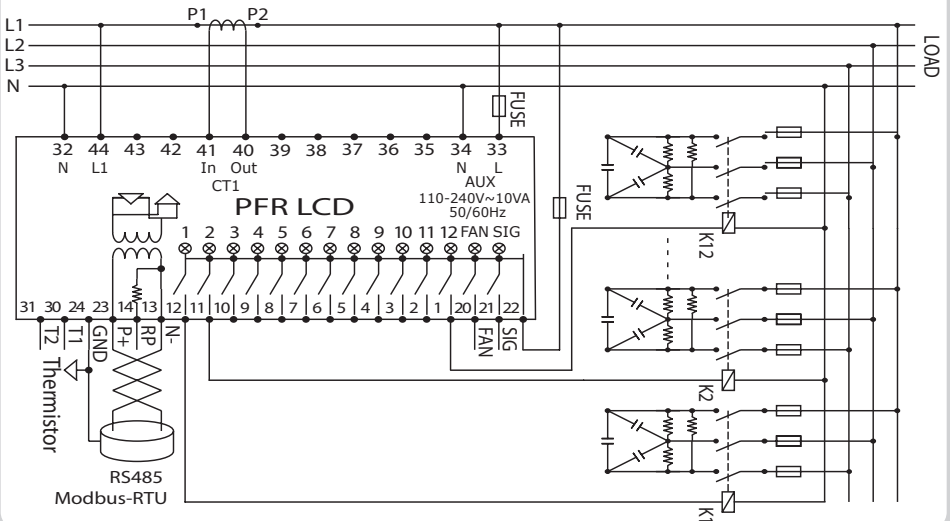 P1 P2
L1
L2
L3
N
LOAD
FUSE
32 44 43 42 41 40 39 38 37 36 35 34 33
N L1 In Out N L
CT1
AUX
110-240V~10VA
50/60Hz
PFR LCD
FUSE
1 2 3 4 5 6 7 8 9 10 11 12 FAN SIG
K12
31 30 24 23 14 13 12 11 10 9 8 7 6 5 4 3 2 1 20 21 22
T2 T1 GND P+ RP N- FAN SIG
Thermistor
K2
RS485
Modbus-RTU
K1